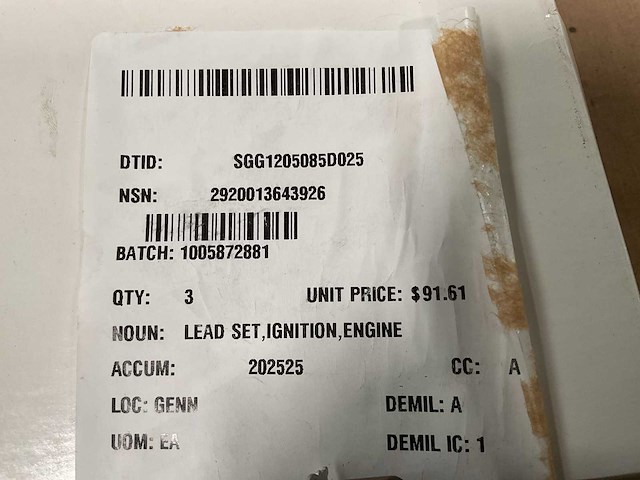 DTID: SGG1205085D025
NSN: 2920013643926
BATCH: 1005872881
QTY: 3 UNIT PRICE: $91.61
NOUN: LEAD SET,IGNITION,ENGINE
ACCUM: 202525 CC: A
LOC: GENN DEMIL: A
UOM: EA DEMIL IC: 1